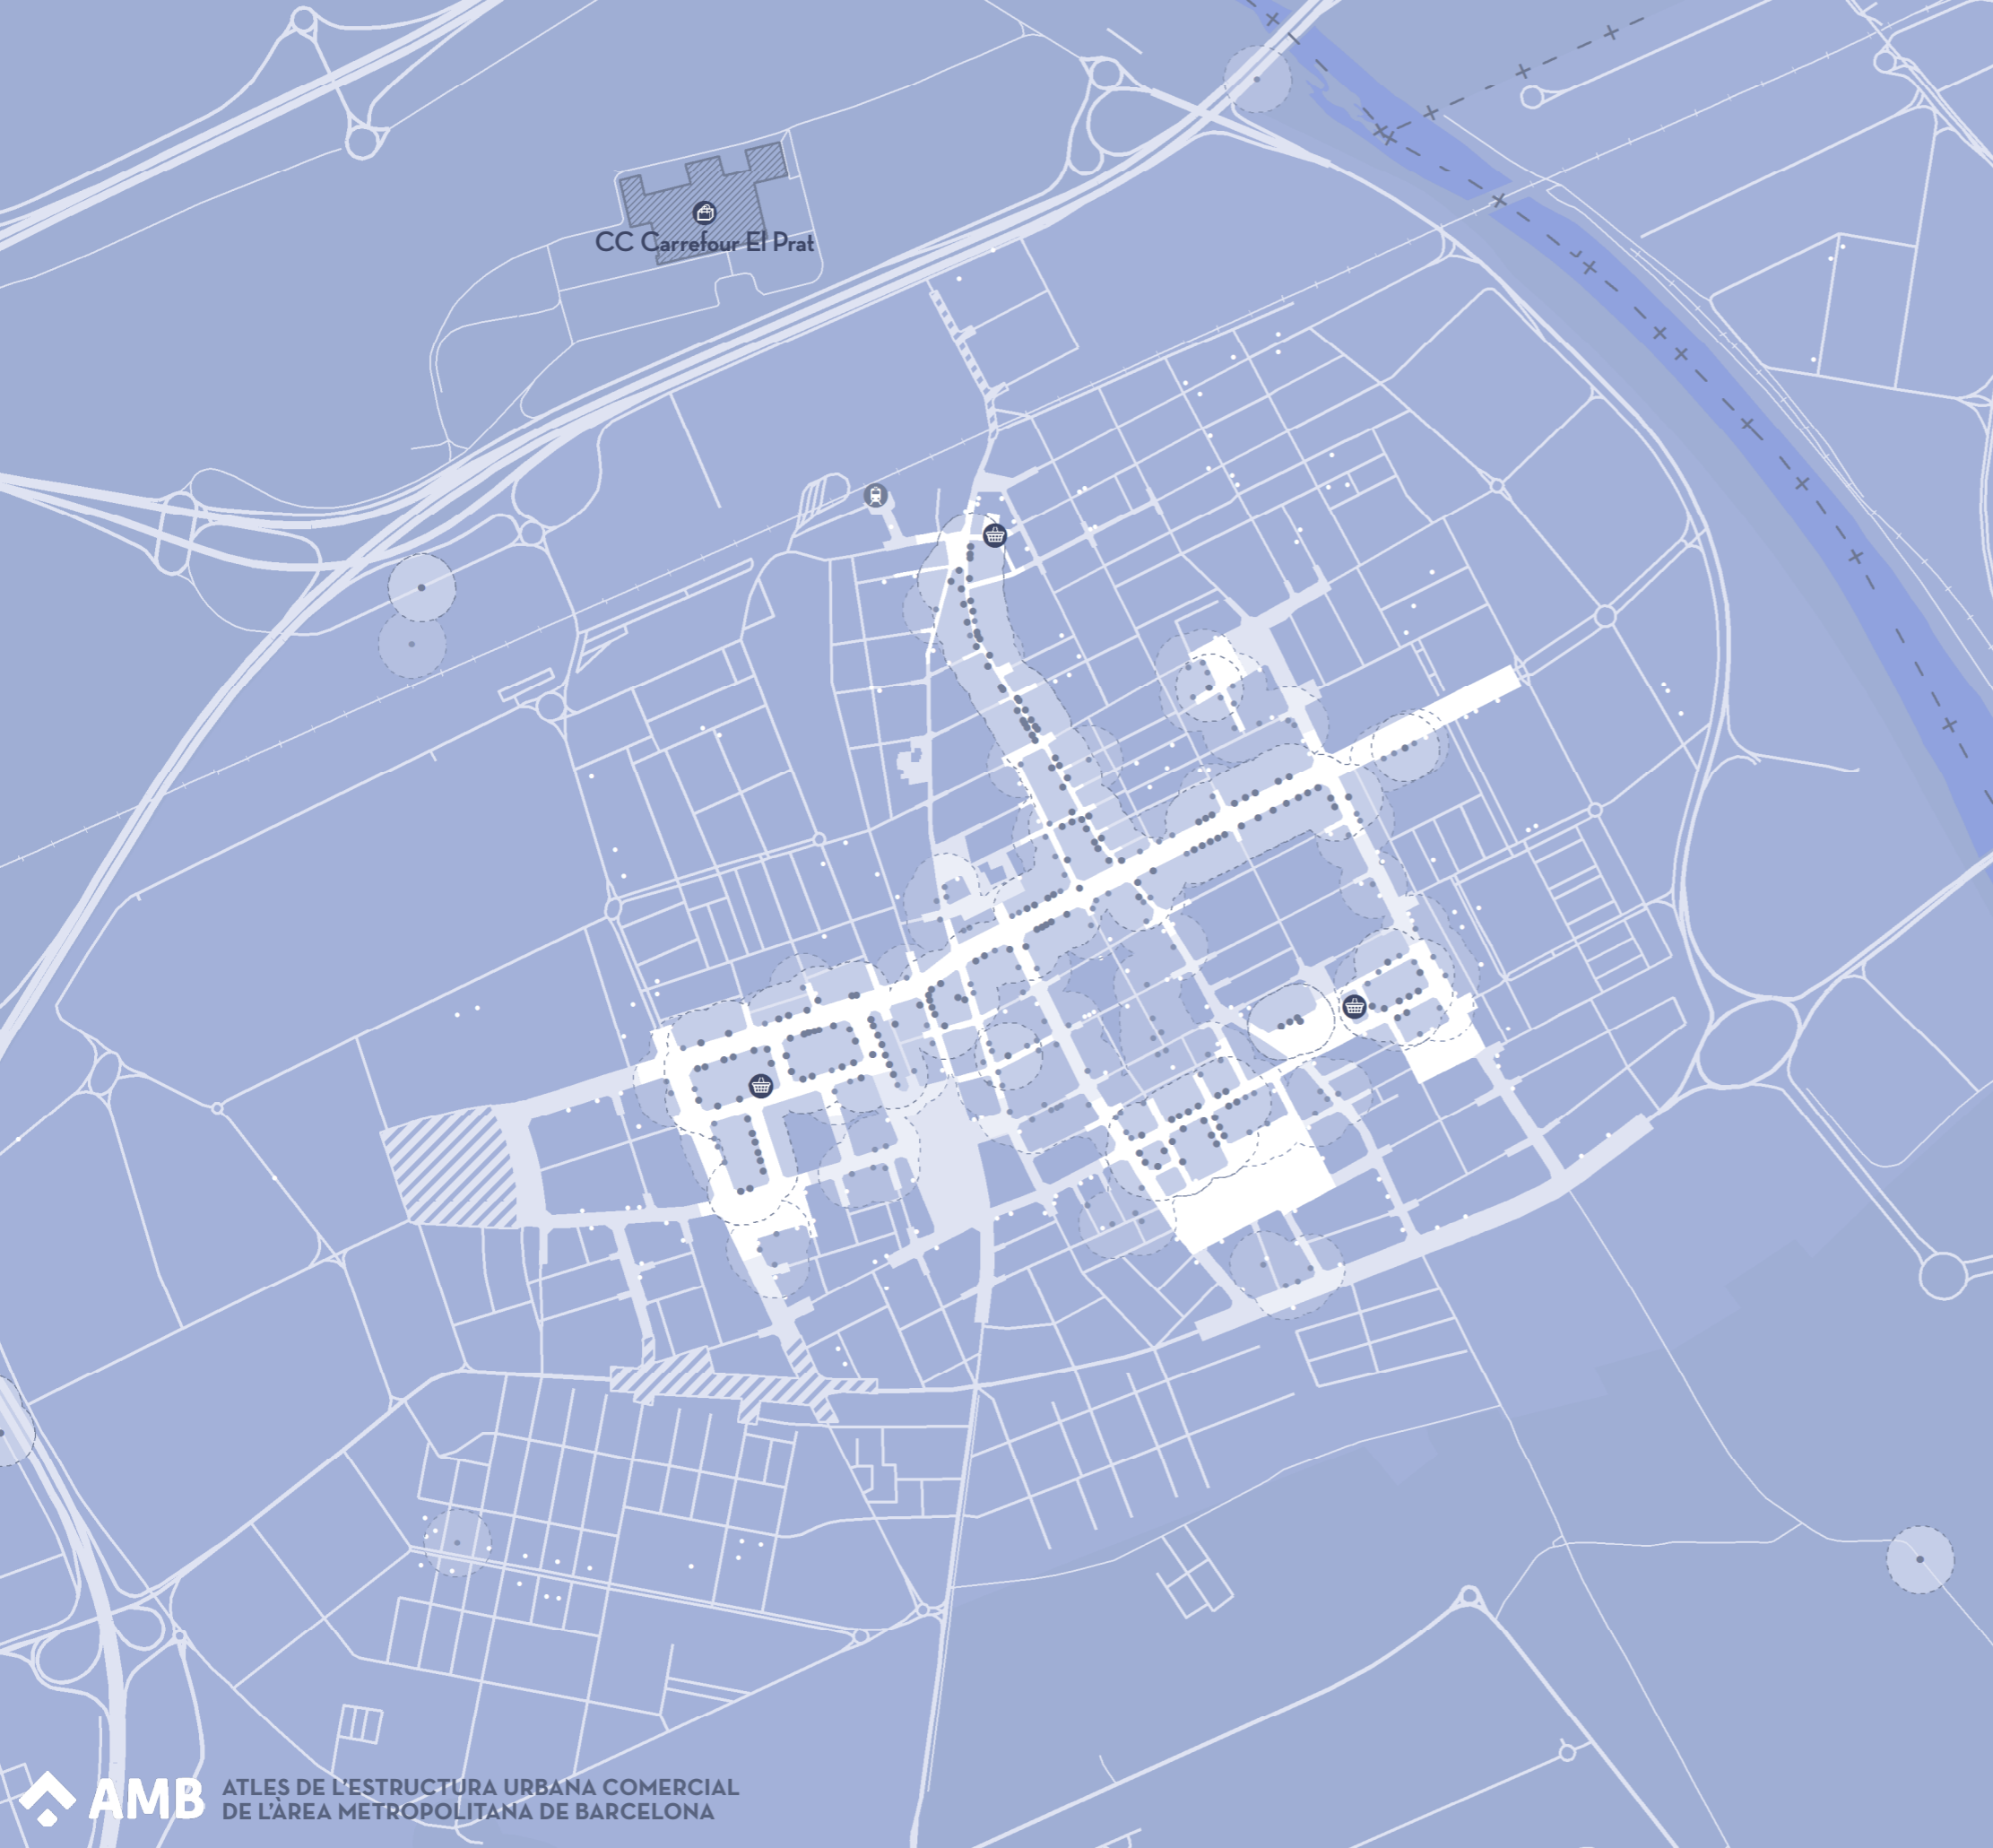 CC Carrefour El Prat
AMB
ATLES DE L'ESTRUCTURA URBANA COMERCIAL
DE L'ÀREA METROPOLITANA DE BARCELONA